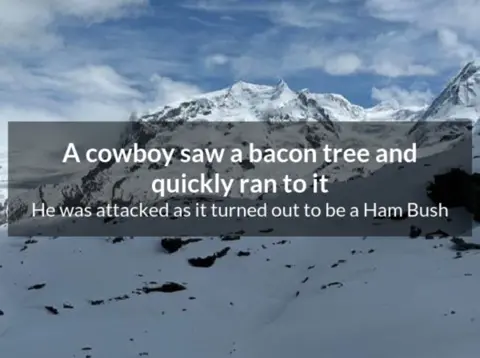 A cowboy saw a bacon tree and
quickly ran to it
He was attacked as it turned out to be a Ham Bush